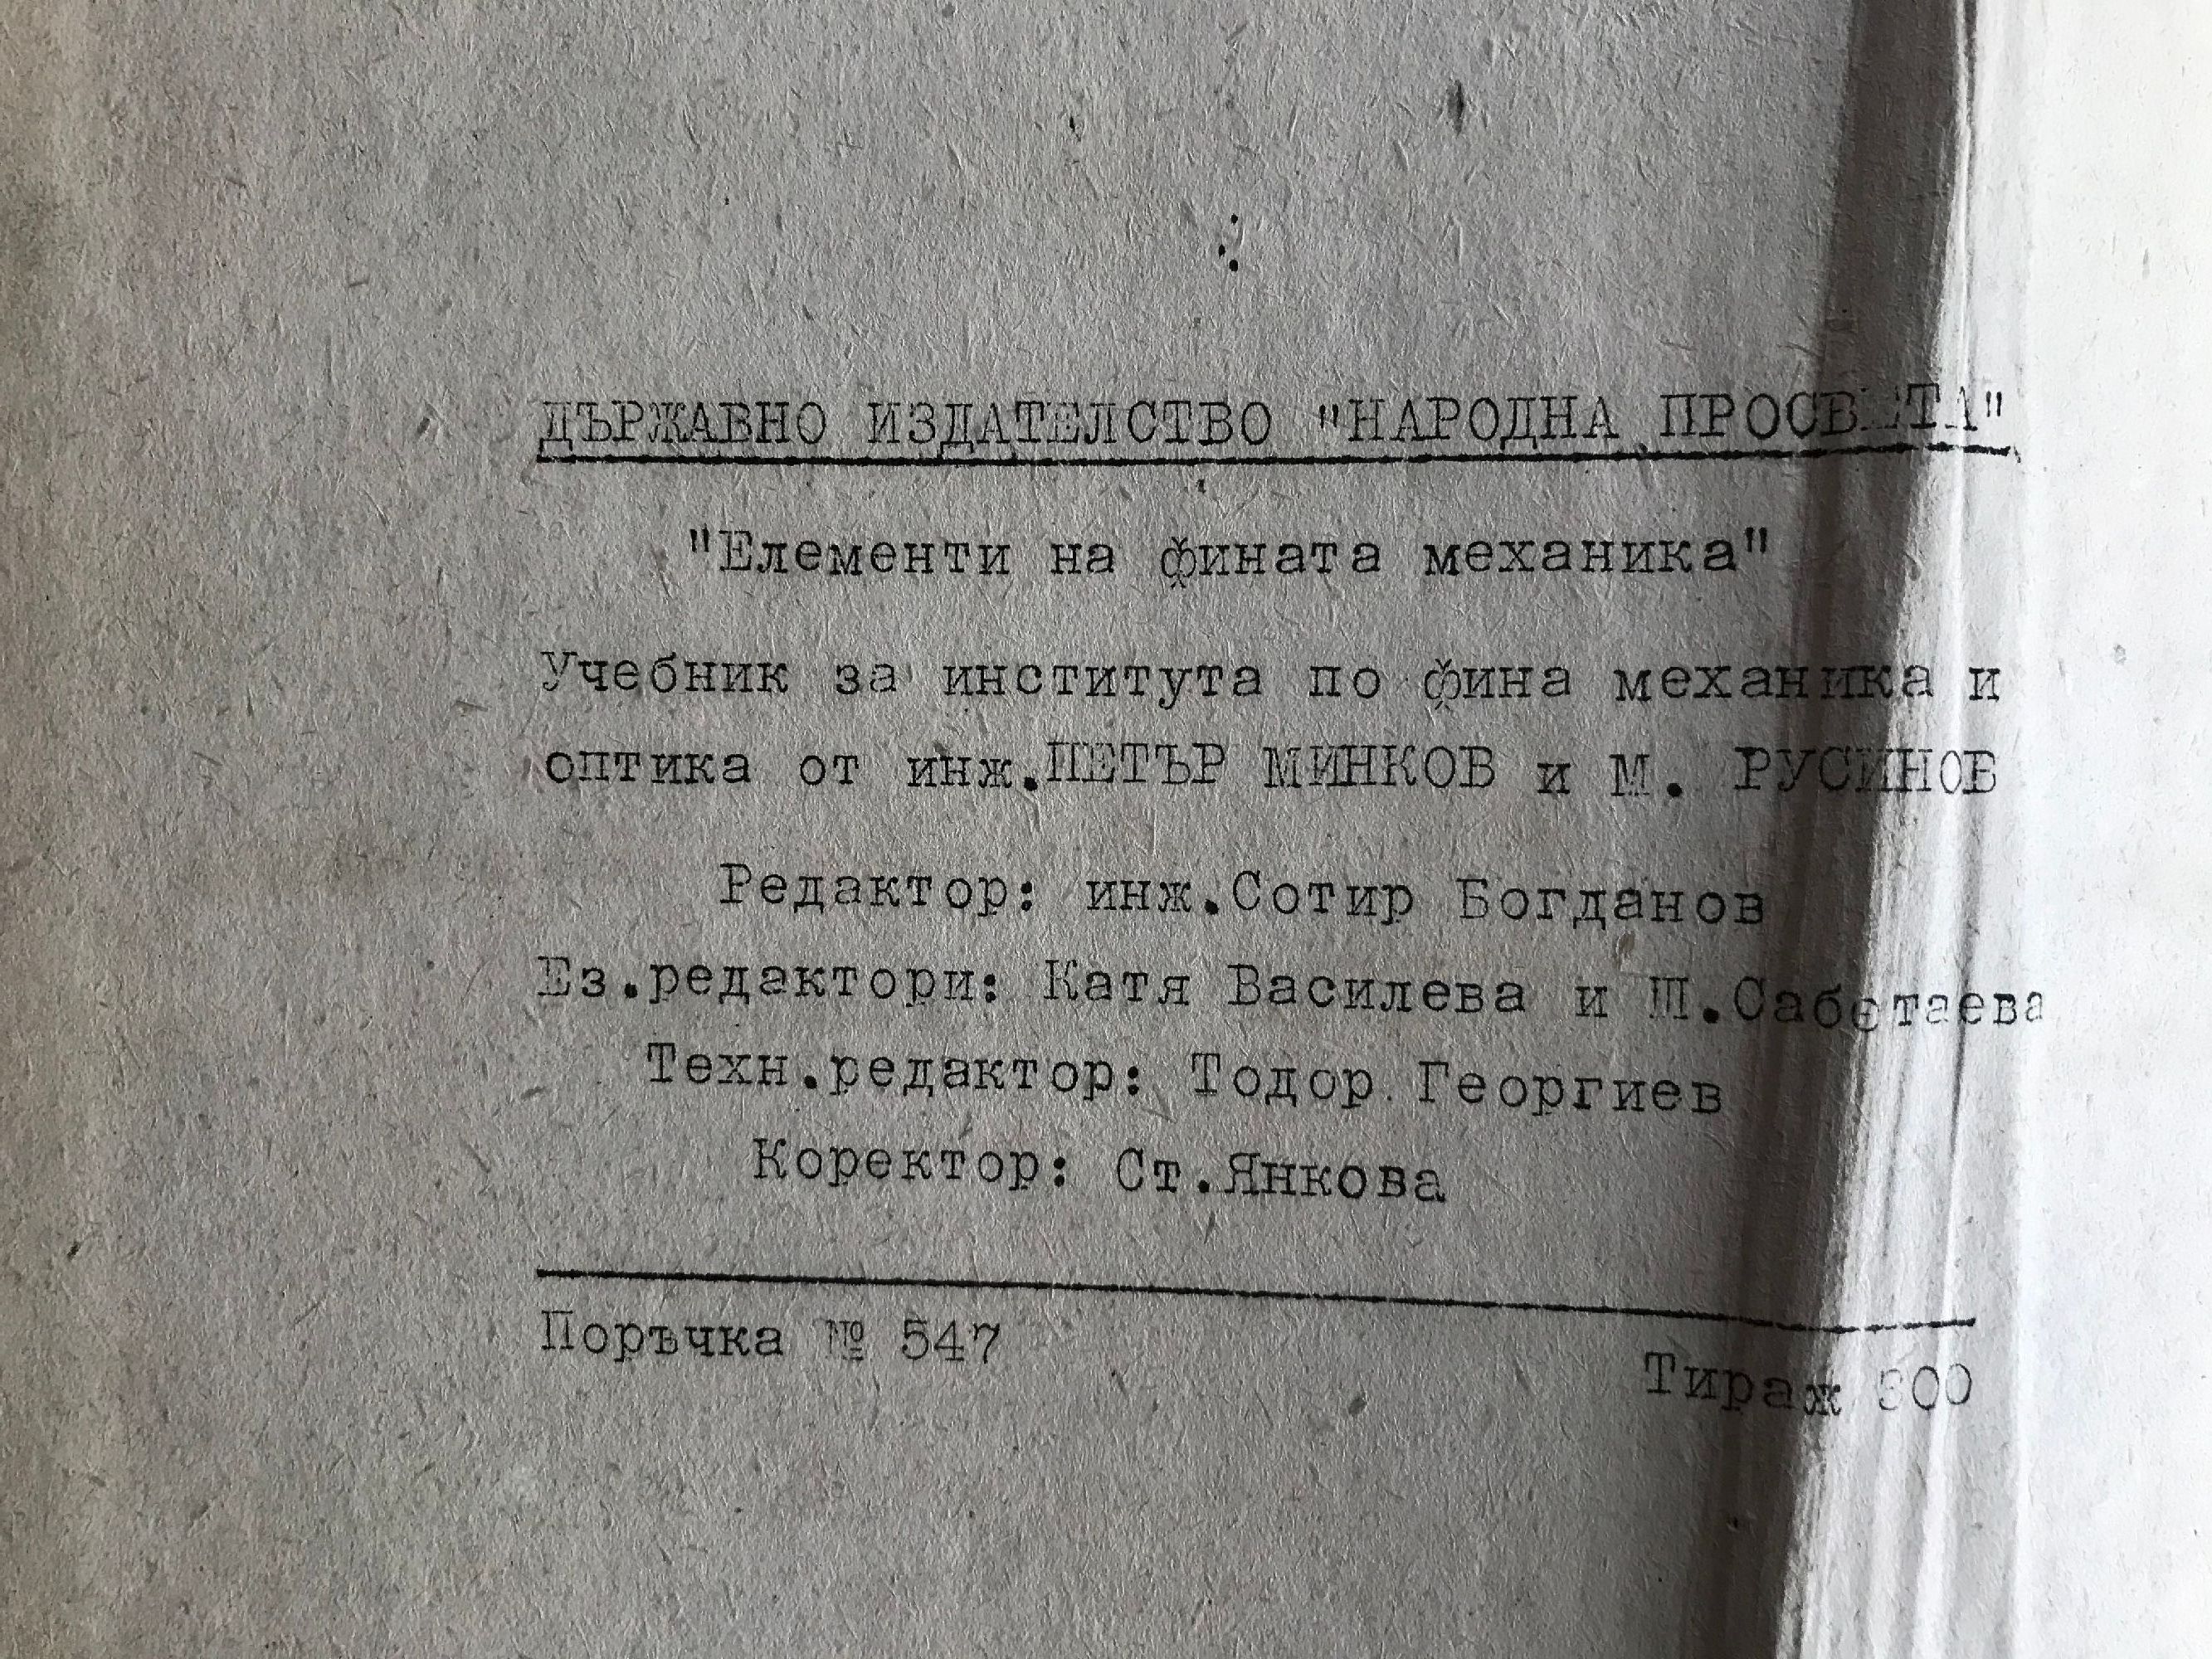 ДЪРЖАВНО ИЗДАТЕЛСТВО "НАРОДНА ПРОСВЕТА"
"Елементи на фината механика"
Учебник за института по фина механика и
оптика от инж.ПЕТЪР МИНКОВ и М. РУСИНОВ
Редактор: инж.Сотир Богданов
Ез.редактори: Катя Василева и Ш.Сабетаева
Техн.редактор: Тодор Георгиев
Коректор: Ст.Янкова
Поръчка № 547
Тираж